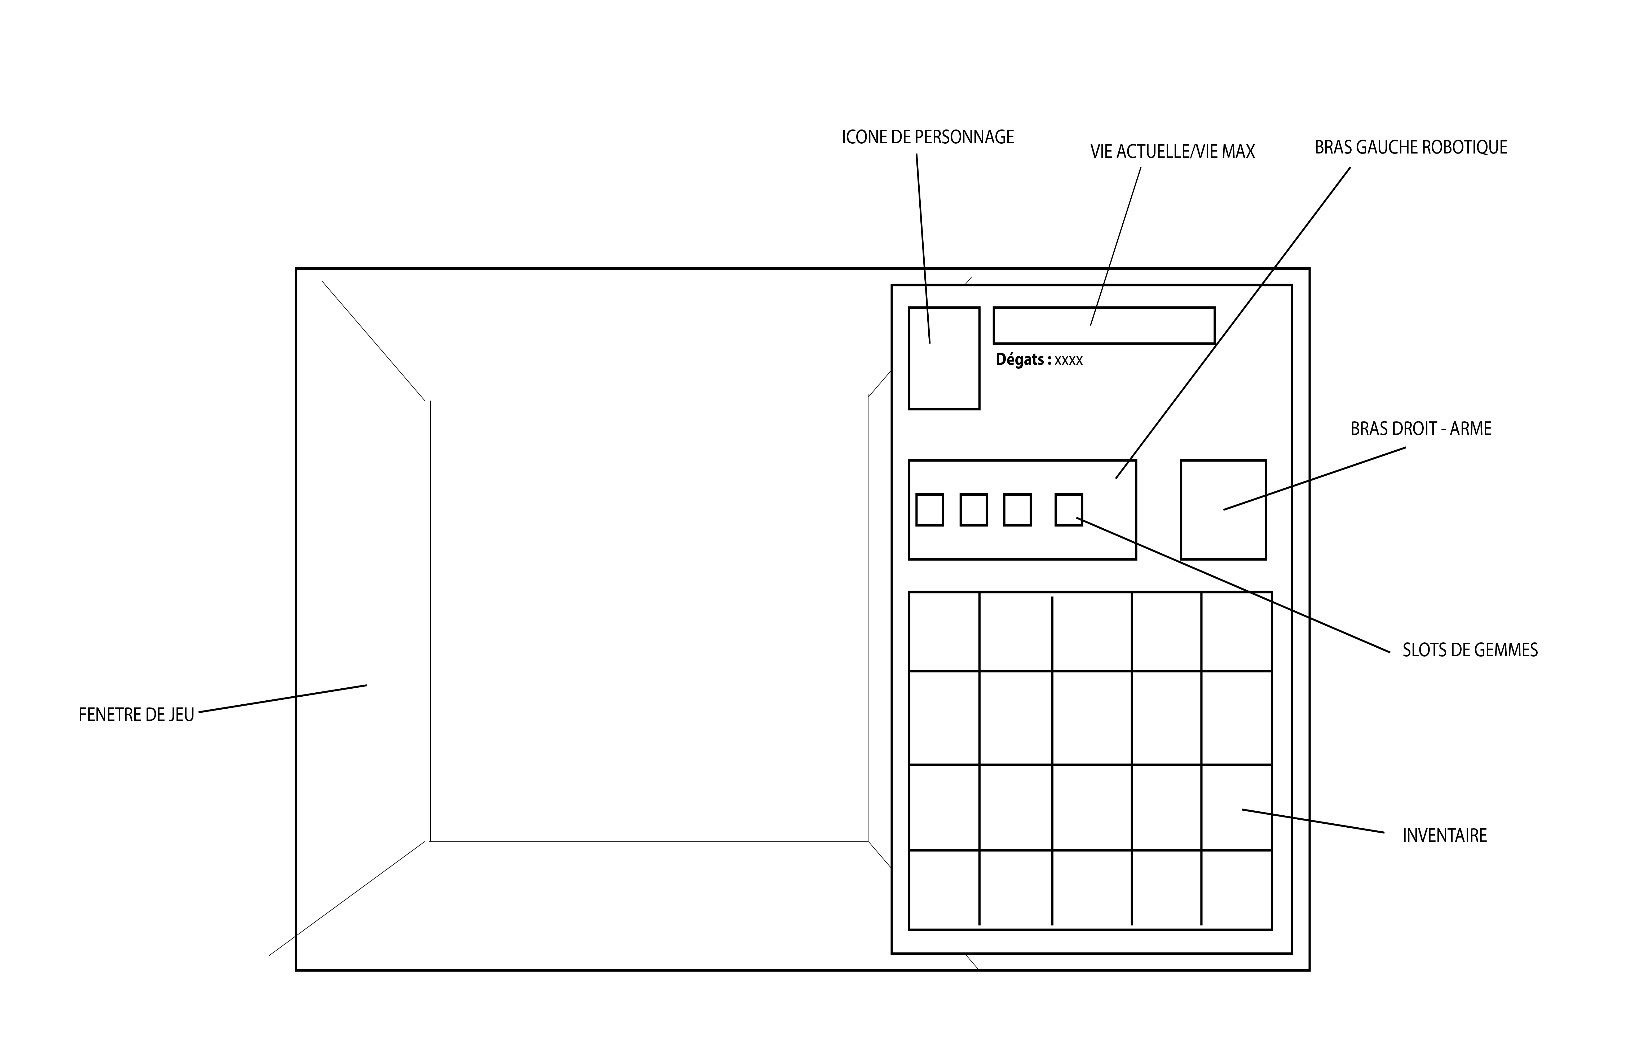 ICONE DE PERSONNAGE
VIE ACTUELLE/VIE MAX
BRAS GAUCHE ROBOTIQUE
Dégats : xxxx
BRAS DROIT - ARME
SLOTS DE GEMMES
FENETRE DE JEU
INVENTAIRE